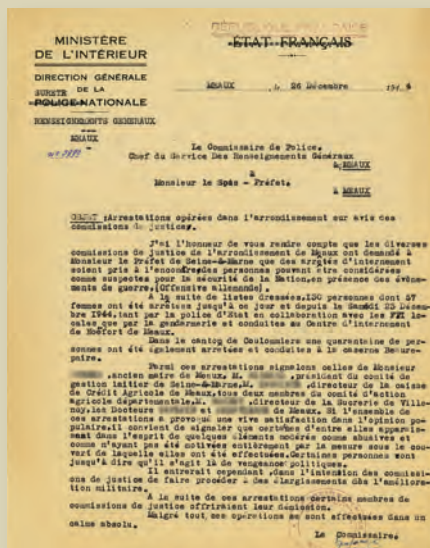 RÉPUBLIQUE FRANÇAISE
MINISTÈRE
DE L'INTÉRIEUR
ÉTAT FRANÇAIS
DIRECTION GÉNÉRALE
SURETE DE LA
POLICE NATIONALE
RENSEIGNEMENTS GENERAUX
MEAUX
MEAUX, le 26 Décembre 1944
Le Commissaire de Police.
Chef du Service Des Renseignements Généraux
à MEAUX
à
Monsieur le Sous-Préfet.
à MEAUX
OBJET :Arrestations opérées dans l'arrondissement sur avis des
commissions de justice.
J'ai l'honneur de vous rendre compte que les diverses
commissions de justice de l'arrondissement de Meaux ont demandé à
Monsieur le Préfet de Seine-&-Marne que des arrêtés d'internement
soient pris à l'encontre des personnes pouvant être considérées
comme suspectes pour la sécurité de la Nation, en présence des évène-
ments de guerre.(Offensive allemande).
A la suite de listes dressées, 150 personnes dont 57
femmes ont été arrêtées jusqu'à ce jour et depuis le Samedi 23 Décem-
bre 1944, tant par la police d'Etat en collaboration avec les FFI lo-
cales que par la gendarmerie et conduites au Centre d'internement
de Meaux.
Dans le canton de Coulommiers une quarantaine de per-
sonnes ont été également arretées et conduites à la caserne Beaure-
paire.
Parmi ces arrestations signalons celles de Monsieur
,ancien maire de Meaux, M. président du comité de
gestion laitier de Seine-&-Marne, M. ,directeur de la caisse
de Crédit Agricole de Meaux, tous deux membres du comité d'action
agricole départementale, M. directeur de la Sucrerie de Ville-
noy, les Docteurs et de Meaux. Si l'ensemble de
ces arrestations a provoqué une vive satisfaction dans l'opinion po-
pulaire, il convient de signaler que certaines d'entre elles apparais-
sent dans l'esprit de quelques éléments modérés comme abusives et
comme n'ayant pas été motivées entièrement par la mesure sous le cou-
vert de laquelle elles ont été effectuées. Certaines personnes vont
jusqu'à dire qu'il s'agit là de vengeance politiques.
Il entrerait cependant dans l'intention des commissi-
ons de justice de faire procéder à des élargissements dès l'améliora-
tion militaire.
A la suite de ces arrestations certains membres de
commissions de justice offriraient leur démission.
Malgré tout, ces opérations se sont effectuées dans un
calme absolu.
Le Commissaire.